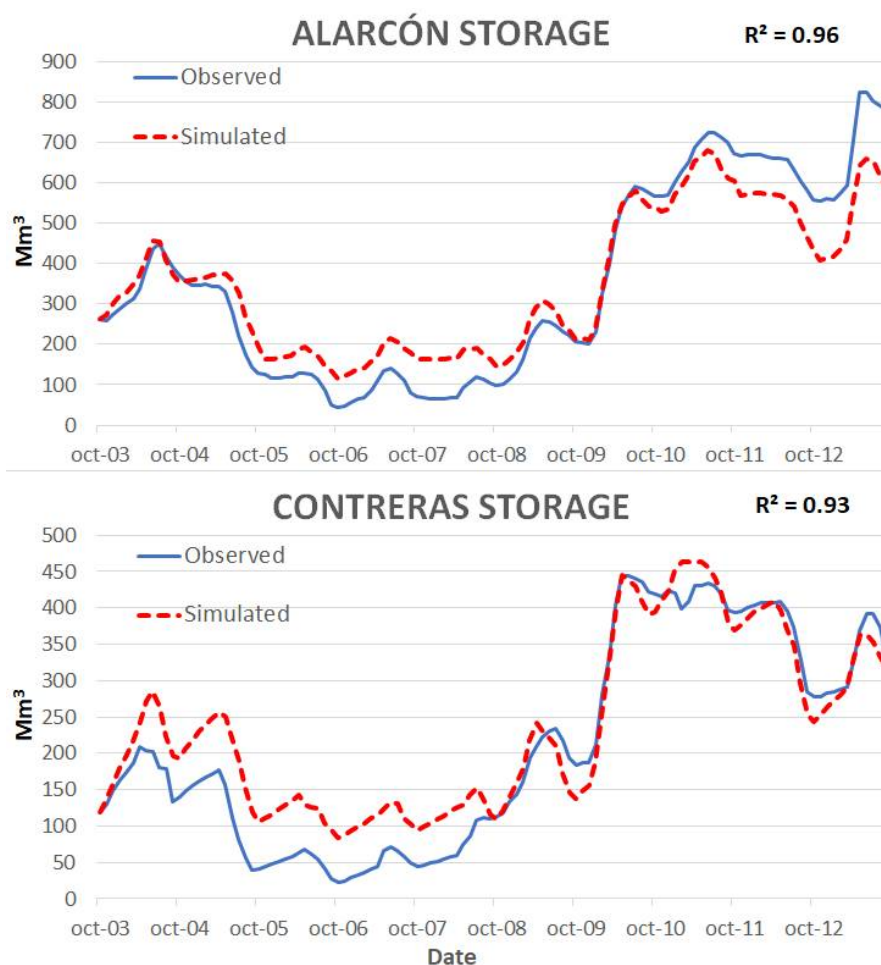 ALARCÓN STORAGE
R² = 0.96
Mm³
900
800
700
600
500
400
300
200
100
0
Observed
Simulated
oct-03 oct-04 oct-05 oct-06 oct-07 oct-08 oct-09 oct-10 oct-11 oct-12
CONTRERAS STORAGE
R² = 0.93
Mm³
500
450
400
350
300
250
200
150
100
50
0
Observed
Simulated
oct-03 oct-04 oct-05 oct-06 oct-07 oct-08 oct-09 oct-10 oct-11 oct-12
Date